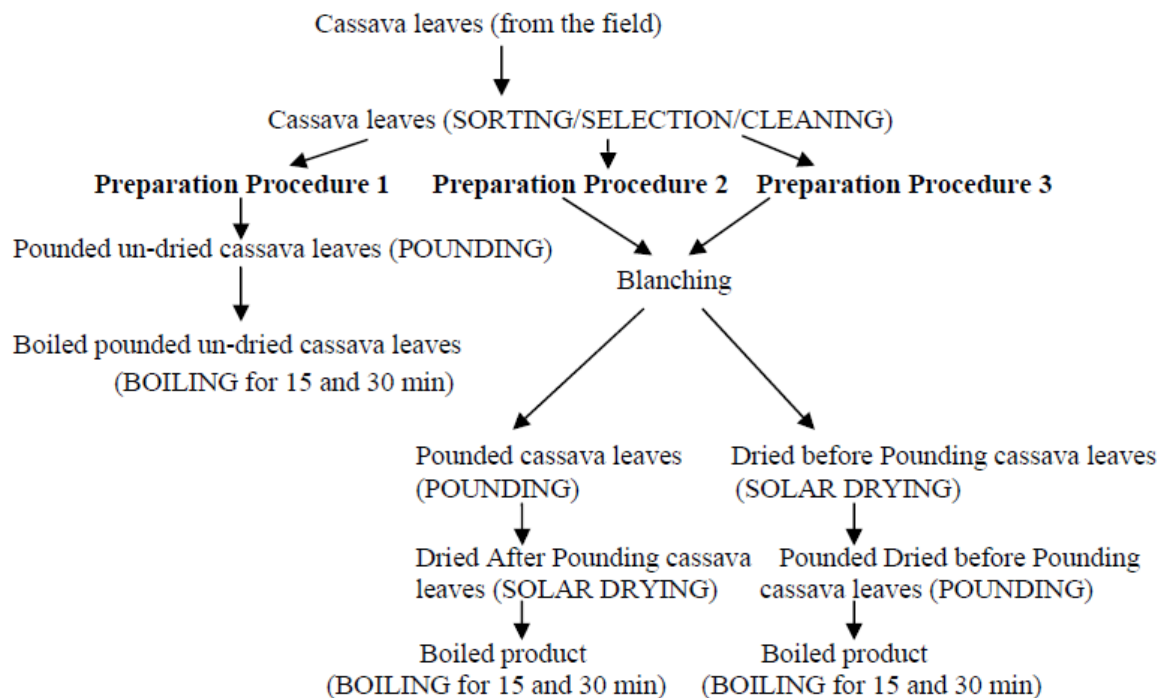 Cassava leaves (from the field)
Cassava leaves (SORTING/SELECTION/CLEANING)
Preparation Procedure 1
Preparation Procedure 2
Preparation Procedure 3
Pounded un-dried cassava leaves (POUNDING)
Blanching
Boiled pounded un-dried cassava leaves
(BOILING for 15 and 30 min)
Pounded cassava leaves
(POUNDING)
Dried before Pounding cassava leaves
(SOLAR DRYING)
Dried After Pounding cassava
leaves (SOLAR DRYING)
Pounded Dried before Pounding
cassava leaves (POUNDING)
Boiled product
(BOILING for 15 and 30 min)
Boiled product
(BOILING for 15 and 30 min)